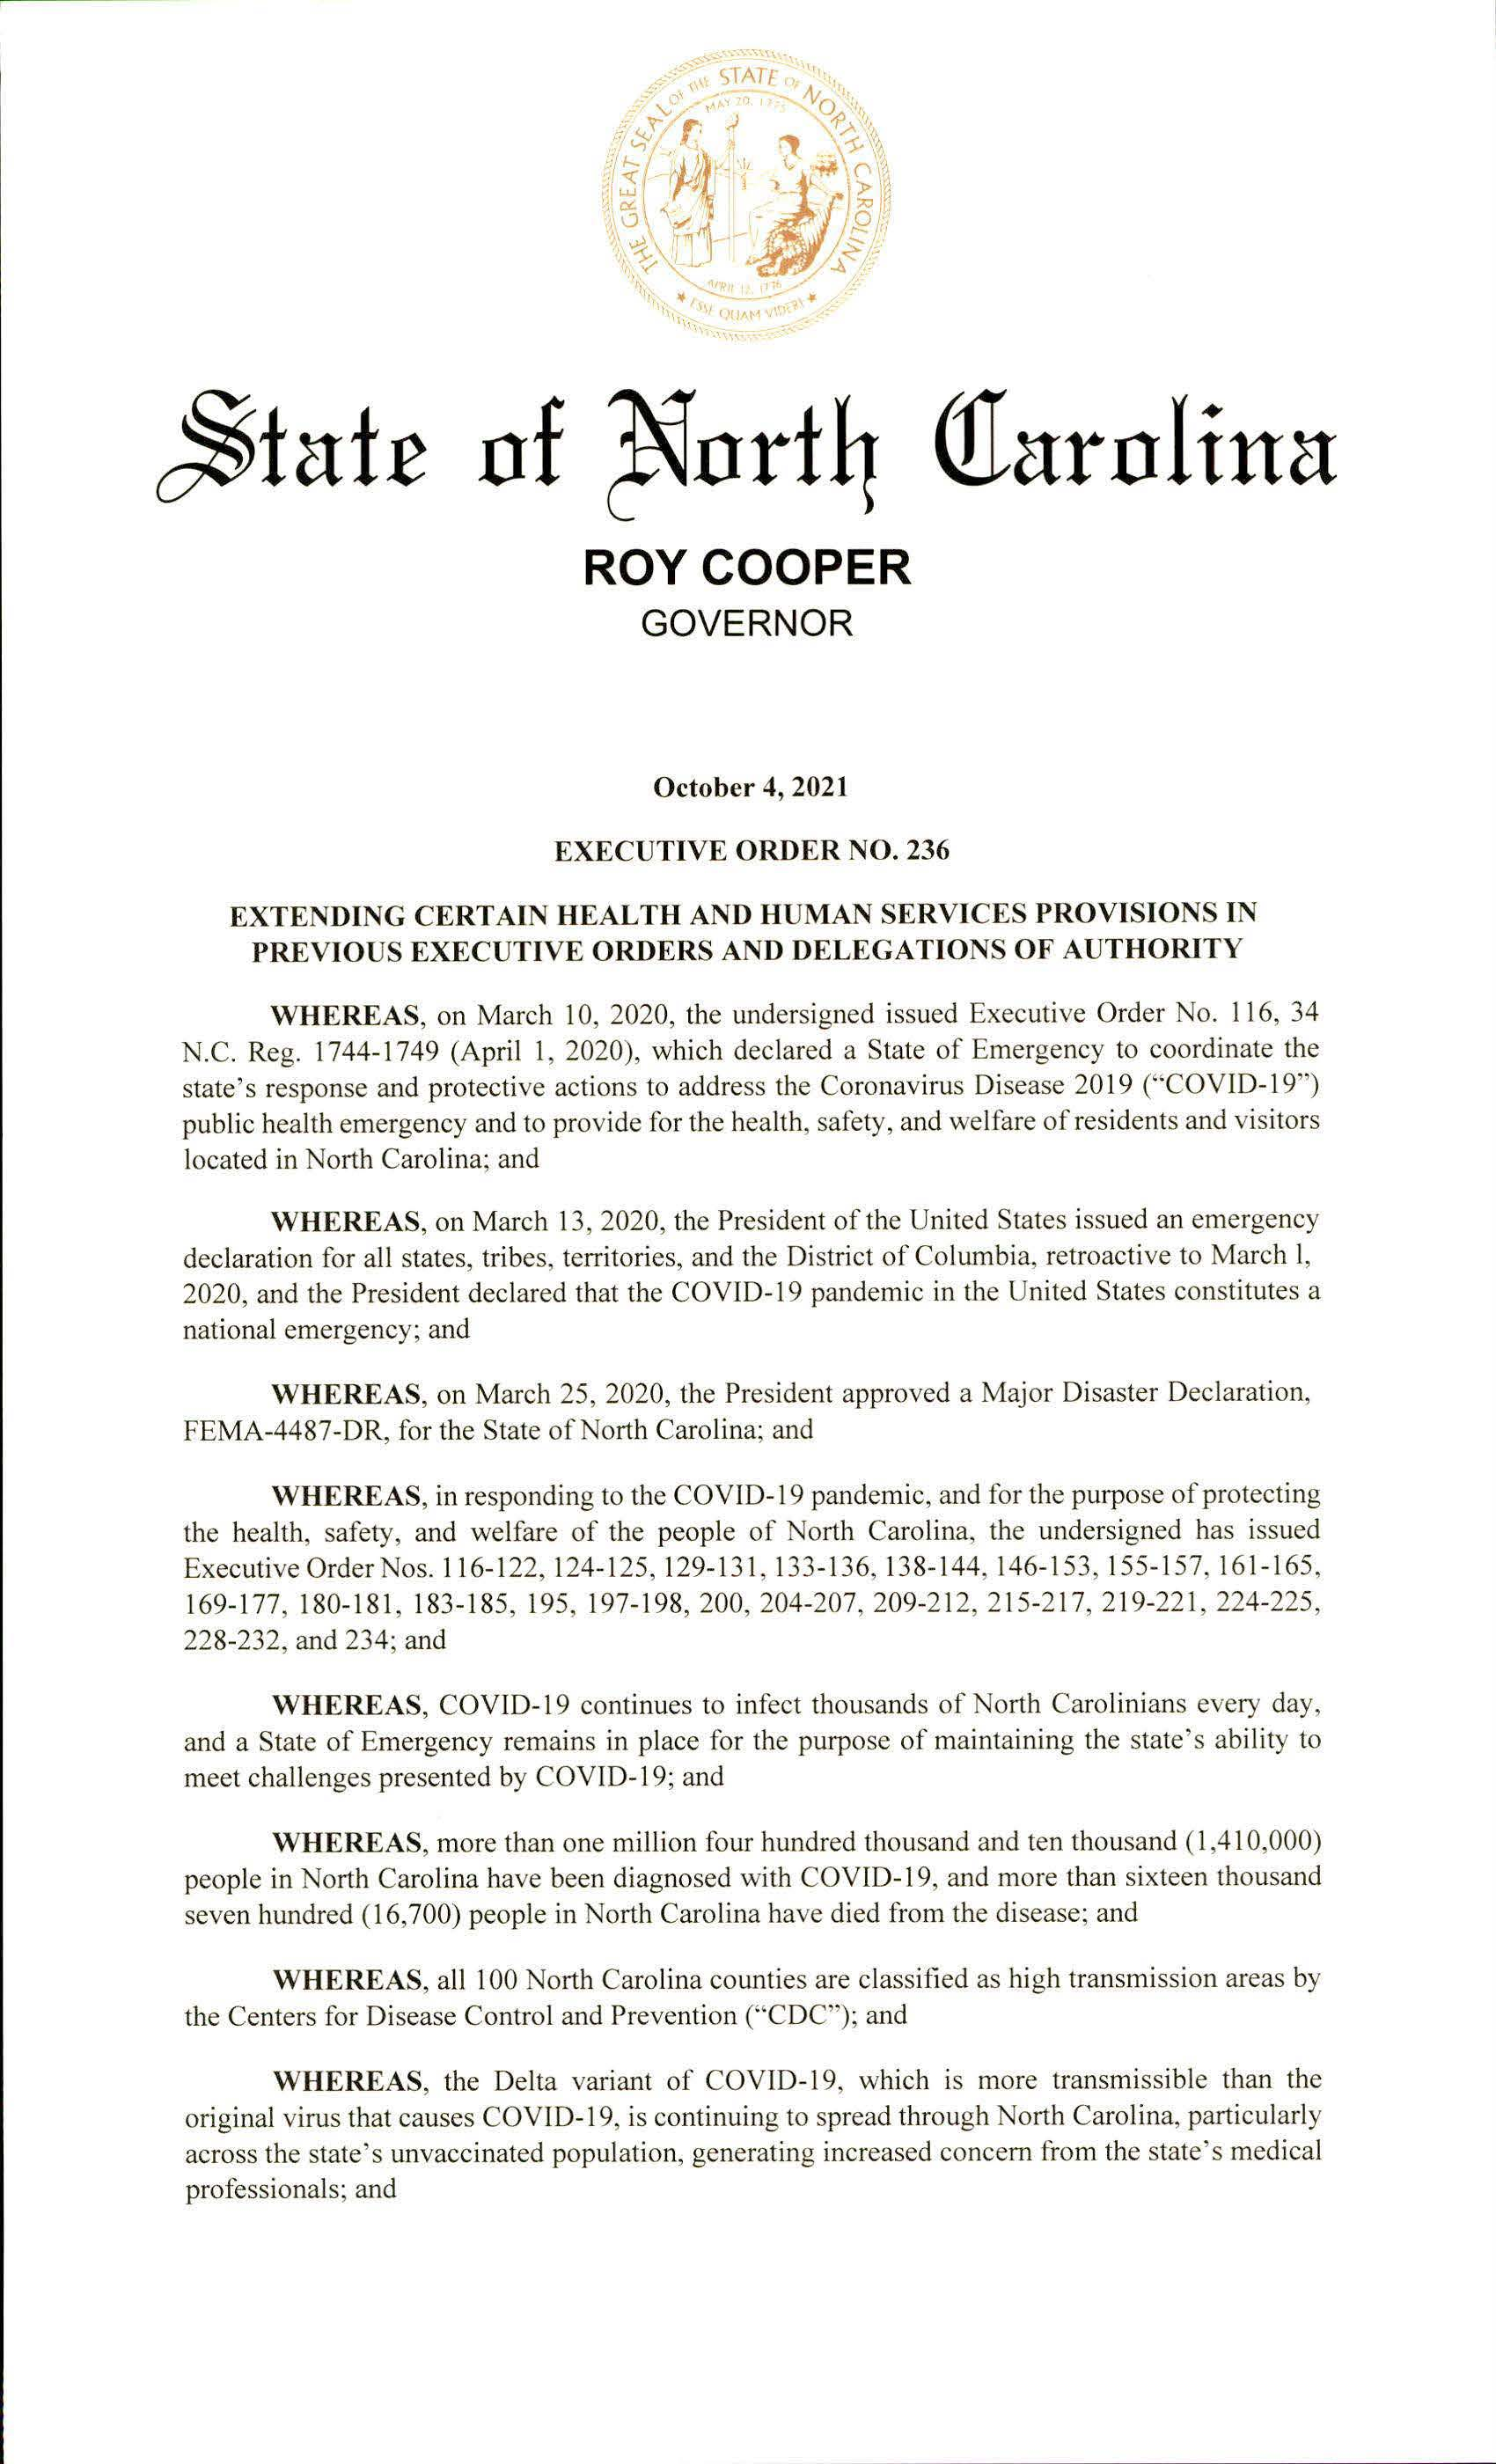 THE GREAT SEAL OF THE STATE OF NORTH CAROLINA
MAY 20, 1775
APRIL 12, 1776
★ ESSE QUAM VIDERI ★
State of North Carolina
ROY COOPER
GOVERNOR
October 4, 2021
EXECUTIVE ORDER NO. 236
EXTENDING CERTAIN HEALTH AND HUMAN SERVICES PROVISIONS IN
PREVIOUS EXECUTIVE ORDERS AND DELEGATIONS OF AUTHORITY
WHEREAS, on March 10, 2020, the undersigned issued Executive Order No. 116, 34
N.C. Reg. 1744-1749 (April 1, 2020), which declared a State of Emergency to coordinate the
state's response and protective actions to address the Coronavirus Disease 2019 (“COVID-19”)
public health emergency and to provide for the health, safety, and welfare of residents and visitors
located in North Carolina; and
WHEREAS, on March 13, 2020, the President of the United States issued an emergency
declaration for all states, tribes, territories, and the District of Columbia, retroactive to March 1,
2020, and the President declared that the COVID-19 pandemic in the United States constitutes a
national emergency; and
WHEREAS, on March 25, 2020, the President approved a Major Disaster Declaration,
FEMA-4487-DR, for the State of North Carolina; and
WHEREAS, in responding to the COVID-19 pandemic, and for the purpose of protecting
the health, safety, and welfare of the people of North Carolina, the undersigned has issued
Executive Order Nos. 116-122, 124-125, 129-131, 133-136, 138-144, 146-153, 155-157, 161-165,
169-177, 180-181, 183-185, 195, 197-198, 200, 204-207, 209-212, 215-217, 219-221, 224-225,
228-232, and 234; and
WHEREAS, COVID-19 continues to infect thousands of North Carolinians every day,
and a State of Emergency remains in place for the purpose of maintaining the state's ability to
meet challenges presented by COVID-19; and
WHEREAS, more than one million four hundred thousand and ten thousand (1,410,000)
people in North Carolina have been diagnosed with COVID-19, and more than sixteen thousand
seven hundred (16,700) people in North Carolina have died from the disease; and
WHEREAS, all 100 North Carolina counties are classified as high transmission areas by
the Centers for Disease Control and Prevention (“CDC”); and
WHEREAS, the Delta variant of COVID-19, which is more transmissible than the
original virus that causes COVID-19, is continuing to spread through North Carolina, particularly
across the state's unvaccinated population, generating increased concern from the state's medical
professionals; and